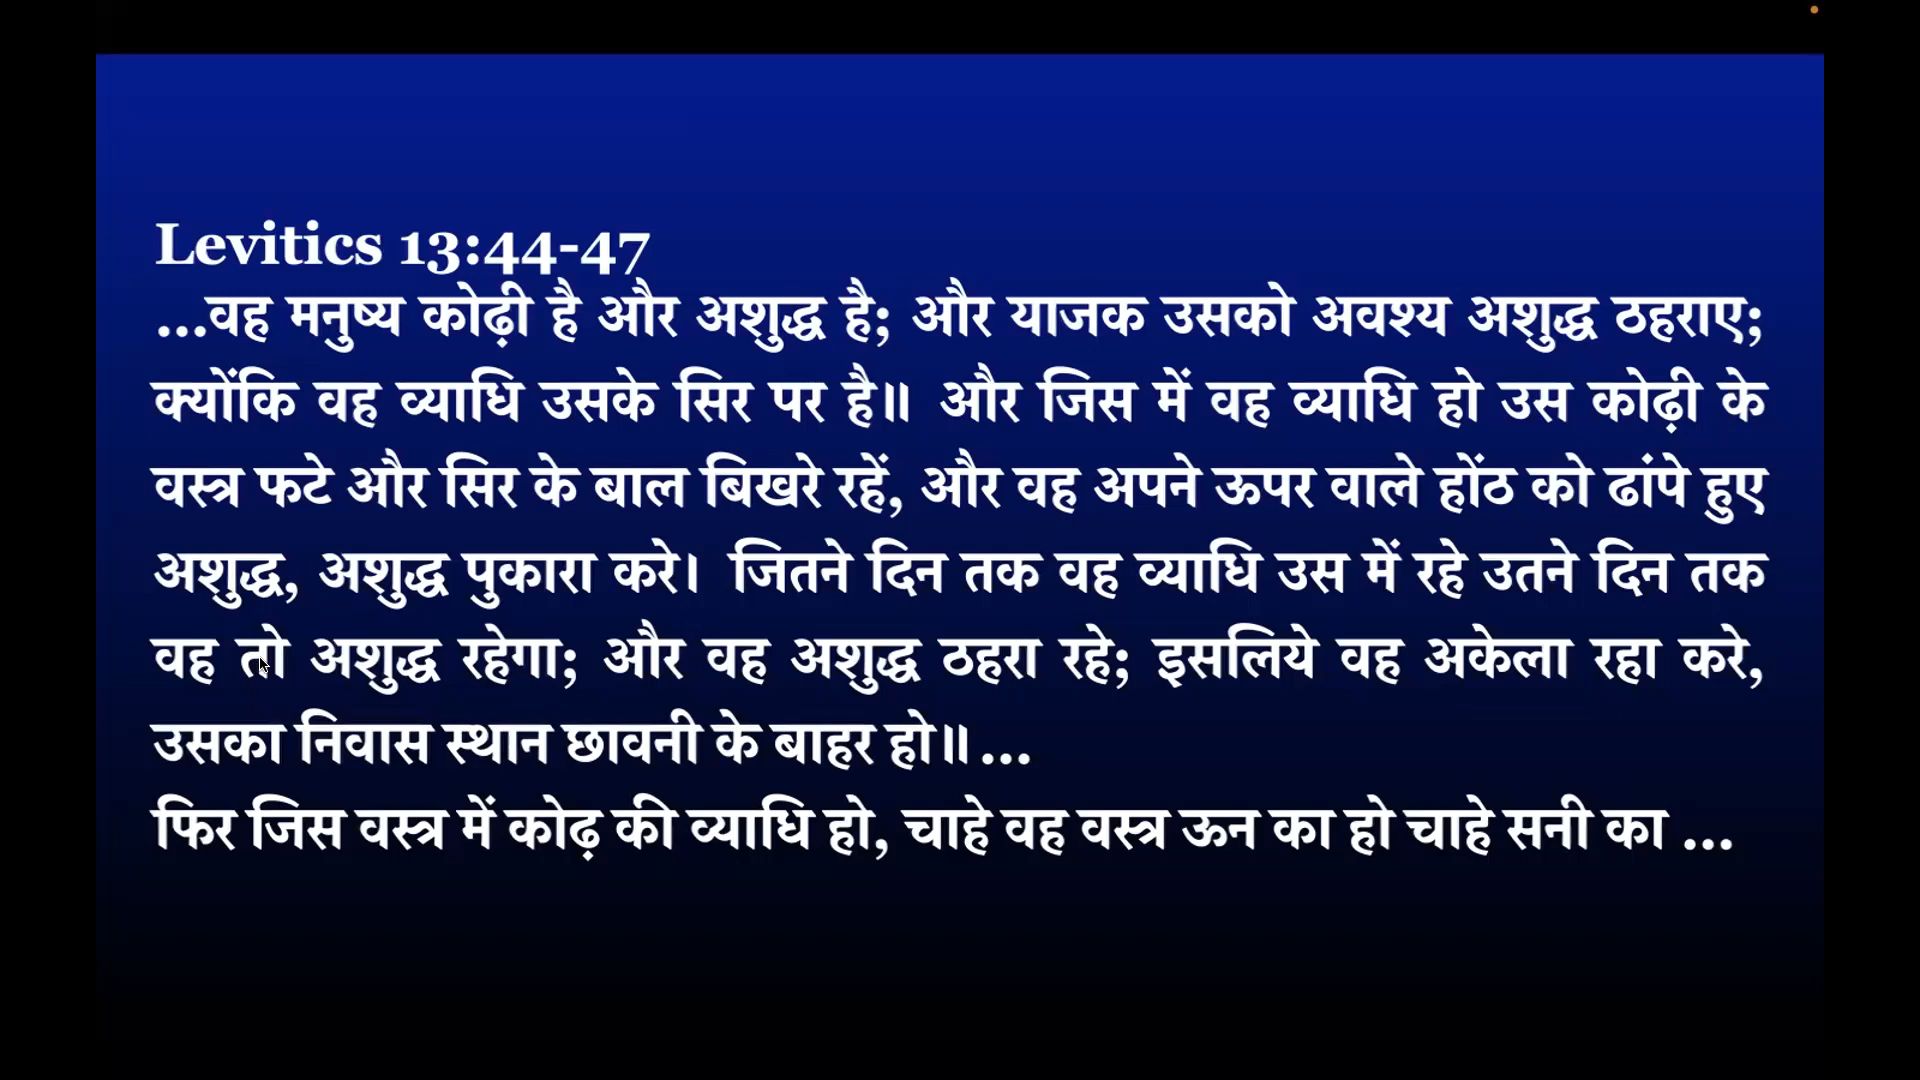 Levitics 13:44-47
...वह मनुष्य कोढ़ी है और अशुद्ध है; और याजक उसको अवश्य अशुद्ध ठहराए;
क्योंकि वह व्याधि उसके सिर पर है॥ और जिस में वह व्याधि हो उस कोढ़ी के
वस्त्र फटे और सिर के बाल बिखरे रहें, और वह अपने ऊपर वाले होंठ को ढांपे हुए
अशुद्ध, अशुद्ध पुकारा करे। जितने दिन तक वह व्याधि उस में रहे उतने दिन तक
वह तो अशुद्ध रहेगा; और वह अशुद्ध ठहरा रहे; इसलिये वह अकेला रहा करे,
उसका निवास स्थान छावनी के बाहर हो॥...
फिर जिस वस्त्र में कोढ़ की व्याधि हो, चाहे वह वस्त्र ऊन का हो चाहे सनी का ...